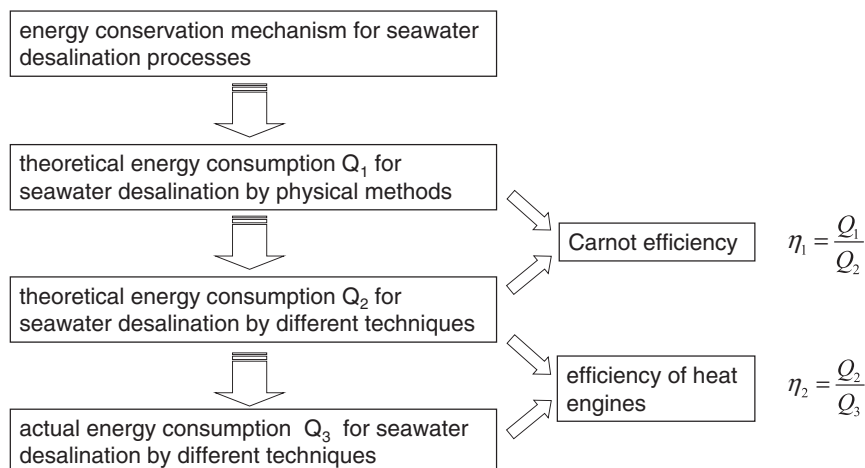 energy conservation mechanism for seawater
desalination processes
theoretical energy consumption Q₁ for
seawater desalination by physical methods
Carnot efficiency
η₁ = Q₁/Q₂
theoretical energy consumption Q₂ for
seawater desalination by different techniques
efficiency of heat
engines
η₂ = Q₂/Q₃
actual energy consumption Q₃ for seawater
desalination by different techniques